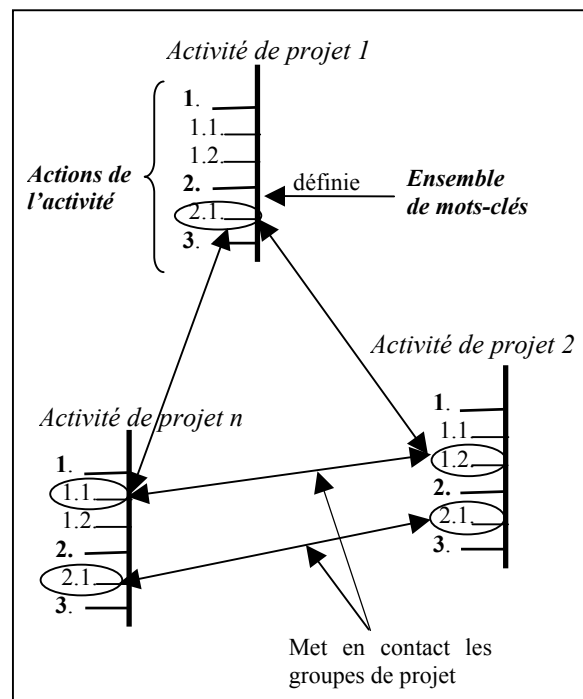 Activité de projet 1
1.
1.1.
1.2.
2.
2.1.
3.
Actions de
l’activité
définie
Ensemble
de mots-clés
Activité de projet 2
1.
1.1
1.2.
2.
2.1.
3.
Activité de projet n
1.
1.1
1.2
2.
2.1.
3.
Met en contact les
groupes de projet